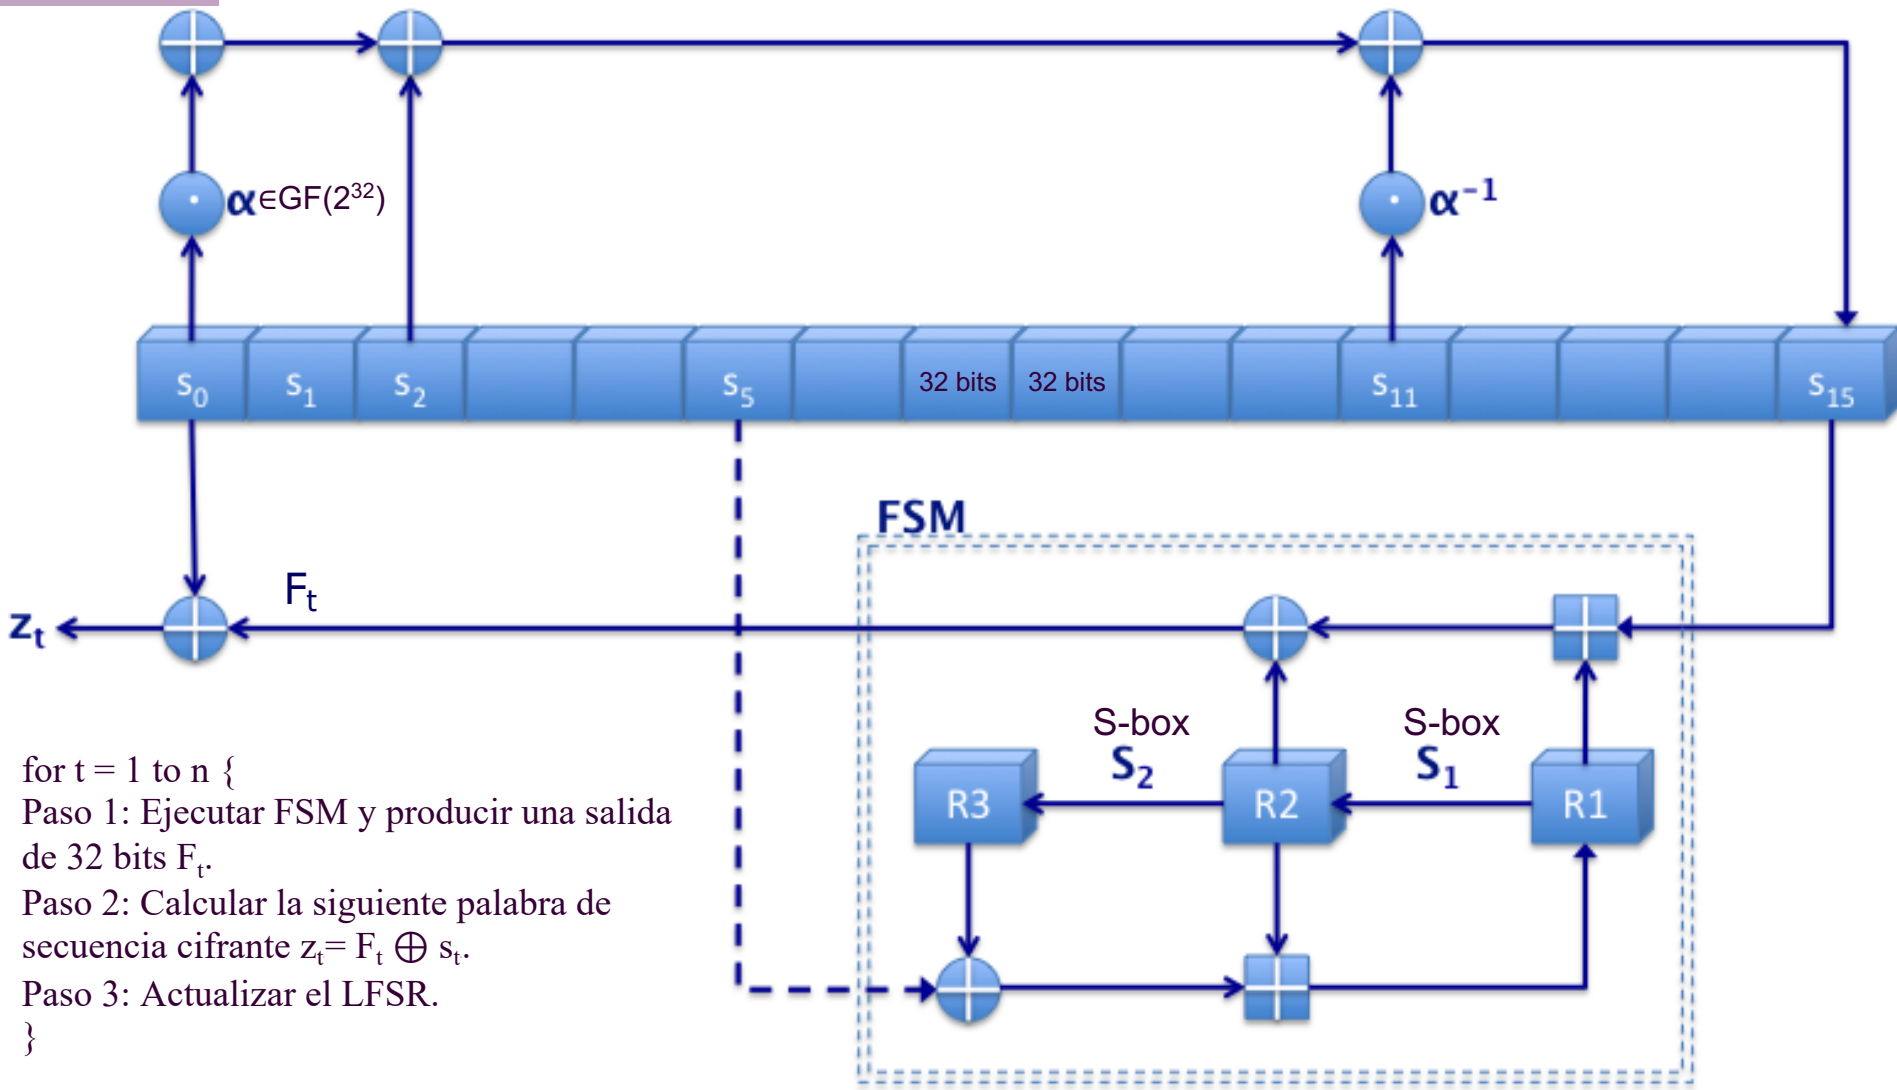 α∈GF(2³²)
α⁻¹
s₀ s₁ s₂ s₅ 32 bits 32 bits s₁₁ s₁₅
FSM
Fₜ
zₜ
S-box S-box
S₂ S₁
R3 R2 R1
for t = 1 to n {
Paso 1: Ejecutar FSM y producir una salida
de 32 bits Fₜ.
Paso 2: Calcular la siguiente palabra de
secuencia cifrante zₜ= Fₜ ⊕ sₜ.
Paso 3: Actualizar el LFSR.
}